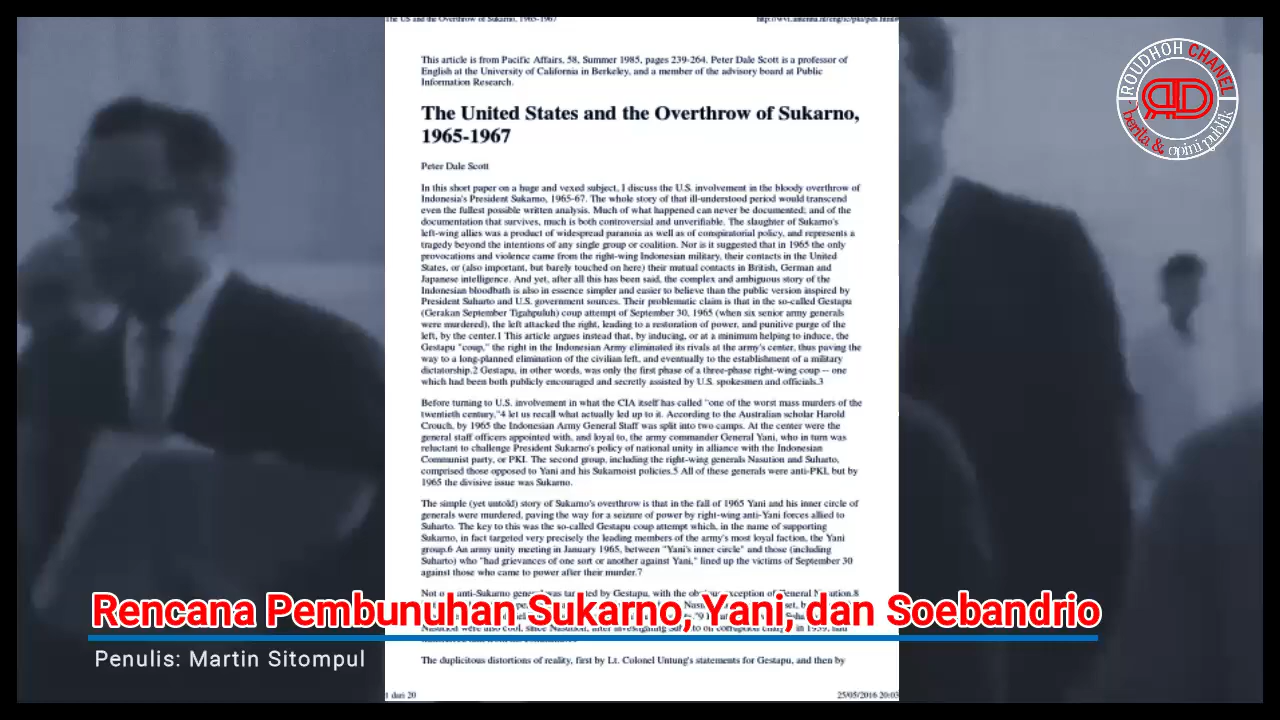 The US and the Overthrow of Sukarno, 1965-1967
This article is from Pacific Affairs, 58, Summer 1985, pages 239-264. Peter Dale Scott is a professor of
English at the University of California in Berkeley, and a member of the advisory board at Public
Information Research.
The United States and the Overthrow of Sukarno,
1965-1967
Peter Dale Scott
In this short paper on a huge and vexed subject, I discuss the U.S. involvement in the bloody overthrow of
Indonesia's President Sukarno, 1965-67. The whole story of that ill-understood period would transcend
even the fullest possible written analysis. Much of what happened can never be documented; and of the
documentation that survives, much is both controversial and unverifiable. The slaughter of Sukarno's
left-wing allies was a product of widespread paranoia as well as of conspiratorial policy, and represents a
tragedy beyond the intentions of any single group or coalition. Nor is it suggested that in 1965 the only
provocations and violence came from the right-wing Indonesian military, their contacts in the United
States, or (also important, but barely touched on here) their mutual contacts in British, German and
Japanese intelligence. And yet, after all this has been said, the complex and ambiguous story of the
Indonesian bloodbath is also in essence simpler and easier to believe than the public version inspired by
President Suharto and U.S. government sources. Their problematic claim is that in the so-called Gestapu
(Gerakan September Tigahpuluh) coup attempt of September 30, 1965 (when six senior army generals
were murdered), the left attacked the right, leading to a restoration of power, and punitive purge of the
left, by the center.1 This article argues instead that, by inducing, or at a minimum helping to induce, the
Gestapu "coup," the right in the Indonesian Army eliminated its rivals at the army's center, thus paving the
way to a long-planned elimination of the civilian left, and eventually to the establishment of a military
dictatorship.2 Gestapu, in other words, was only the first phase of a three-phase right-wing coup -- one
which had been both publicly encouraged and secretly assisted by U.S. spokesmen and officials.3
Before turning to U.S. involvement in what the CIA itself has called "one of the worst mass murders of the
twentieth century,"4 let us recall what actually led up to it. According to the Australian scholar Harold
Crouch, by 1965 the Indonesian Army General Staff was split into two camps. At the center were the
general staff officers appointed with, and loyal to, the army commander General Yani, who in turn was
reluctant to challenge President Sukarno's policy of national unity in alliance with the Indonesian
Communist party, or PKI. The second group, including the right-wing generals Nasution and Suharto,
comprised those opposed to Yani and his Sukarnoist policies.5 All of these generals were anti-PKI, but by
1965 the divisive issue was Sukarno.
The simple (yet untold) story of Sukarno's overthrow is that in the fall of 1965 Yani and his inner circle of
generals were murdered, paving the way for a seizure of power by right-wing anti-Yani forces allied to
Suharto. The key to this was the so-called Gestapu coup attempt which, in the name of supporting
Sukarno, in fact targeted very precisely the leading members of the army's most loyal faction, the Yani
group.6 An army unity meeting in January 1965, between "Yani's inner circle" and those (including
Suharto) who "had grievances of one sort or another against Yani," lined up the victims of September 30
against those who came to power after their murder.7
anti-Sukarno was targeted by Gestapu, with the exception of General
Rencana Pembunuhan Sukarno, Yani, dan Soebandrio
Penulis: Martin Sitompul
The duplicitous distortions of reality, first by Lt. Colonel Untung's statements for Gestapu, and then by
1 dari 20
25/05/2016 20:03
ROUDHOH CHANEL
RD
berita & opini publik